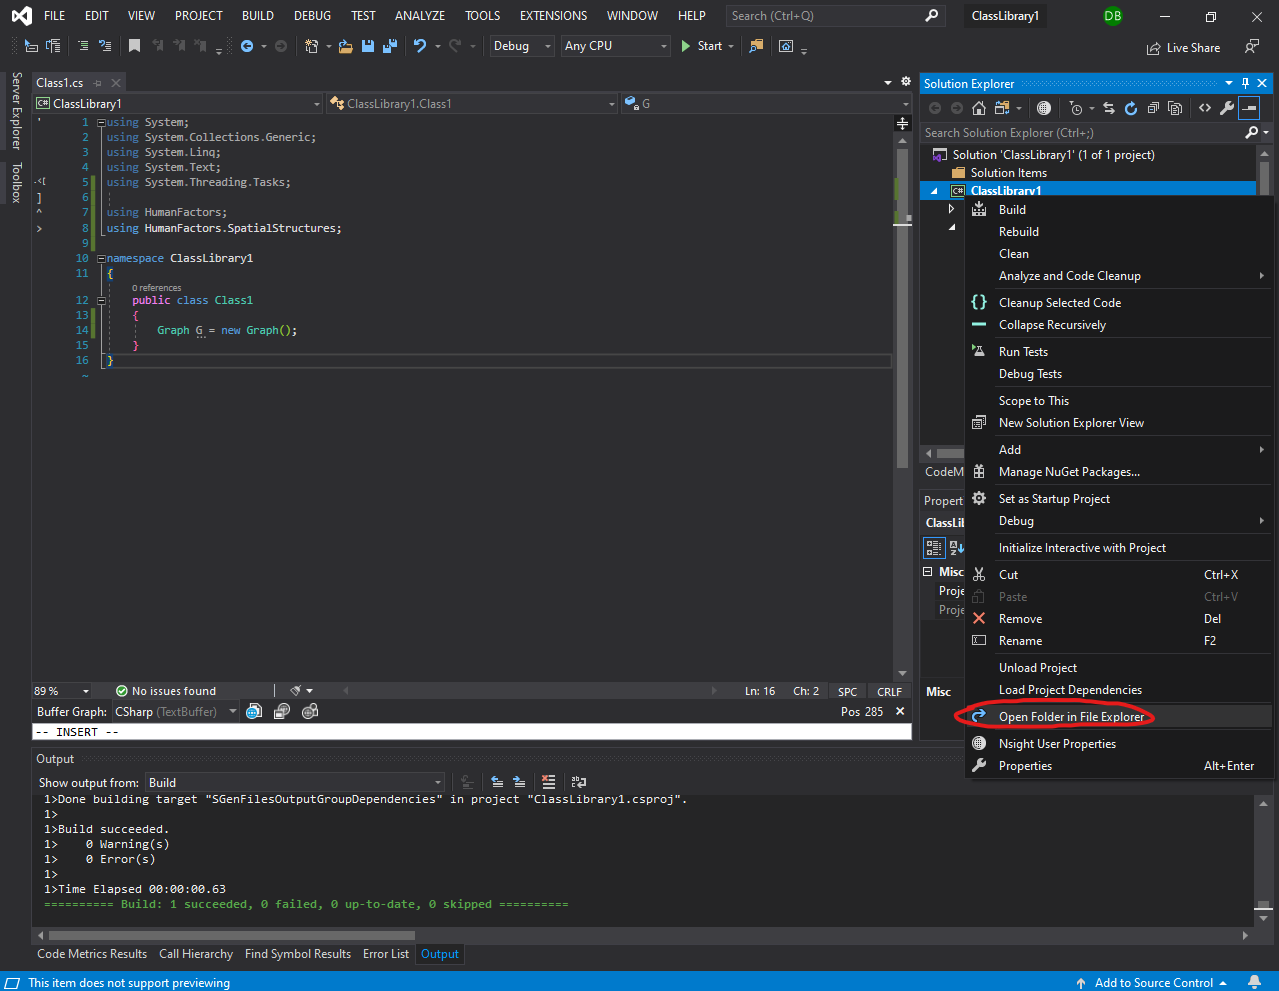 FILE EDIT VIEW PROJECT BUILD DEBUG TEST ANALYZE TOOLS EXTENSIONS WINDOW HELP Search (Ctrl+Q) ClassLibrary1 DB
Debug Any CPU Start Live Share
Server Explorer
Toolbox
Class1.cs
C# ClassLibrary1 ClassLibrary1.Class1 G
1 using System;
2 using System.Collections.Generic;
3 using System.Linq;
4 using System.Text;
5 using System.Threading.Tasks;
6
7 using HumanFactors;
8 using HumanFactors.SpatialStructures;
9
10 namespace ClassLibrary1
11 {
0 references
12 public class Class1
13 {
14 Graph G = new Graph();
15 }
16 }
~
89 % No issues found Ln: 16 Ch: 2 SPC CRLF
Buffer Graph: CSharp (TextBuffer) Pos 285
-- INSERT --
Solution Explorer
Search Solution Explorer (Ctrl+;)
Solution 'ClassLibrary1' (1 of 1 project)
Solution Items
C# ClassLibrary1
CodeM
Propert
ClassLil
Misc
Proje
Proje
Misc
Build
Rebuild
Clean
Analyze and Code Cleanup
Cleanup Selected Code
Collapse Recursively
Run Tests
Debug Tests
Scope to This
New Solution Explorer View
Add
Manage NuGet Packages...
Set as Startup Project
Debug
Initialize Interactive with Project
Cut Ctrl+X
Paste Ctrl+V
Remove Del
Rename F2
Unload Project
Load Project Dependencies
Open Folder in File Explorer
Nsight User Properties
Properties Alt+Enter
Output
Show output from: Build
1>Done building target "SGenFilesOutputGroupDependencies" in project "ClassLibrary1.csproj".
1>
1>Build succeeded.
1> 0 Warning(s)
1> 0 Error(s)
1>
1>Time Elapsed 00:00:00.63
========== Build: 1 succeeded, 0 failed, 0 up-to-date, 0 skipped ==========
Code Metrics Results Call Hierarchy Find Symbol Results Error List Output
This item does not support previewing Add to Source Control